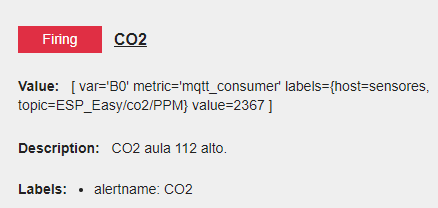 Firing CO2
Value: [ var='B0' metric='mqtt_consumer' labels={host=sensores,
topic=ESP_Easy/co2/PPM} value=2367 ]
Description: CO2 aula 112 alto.
Labels: • alertname: CO2